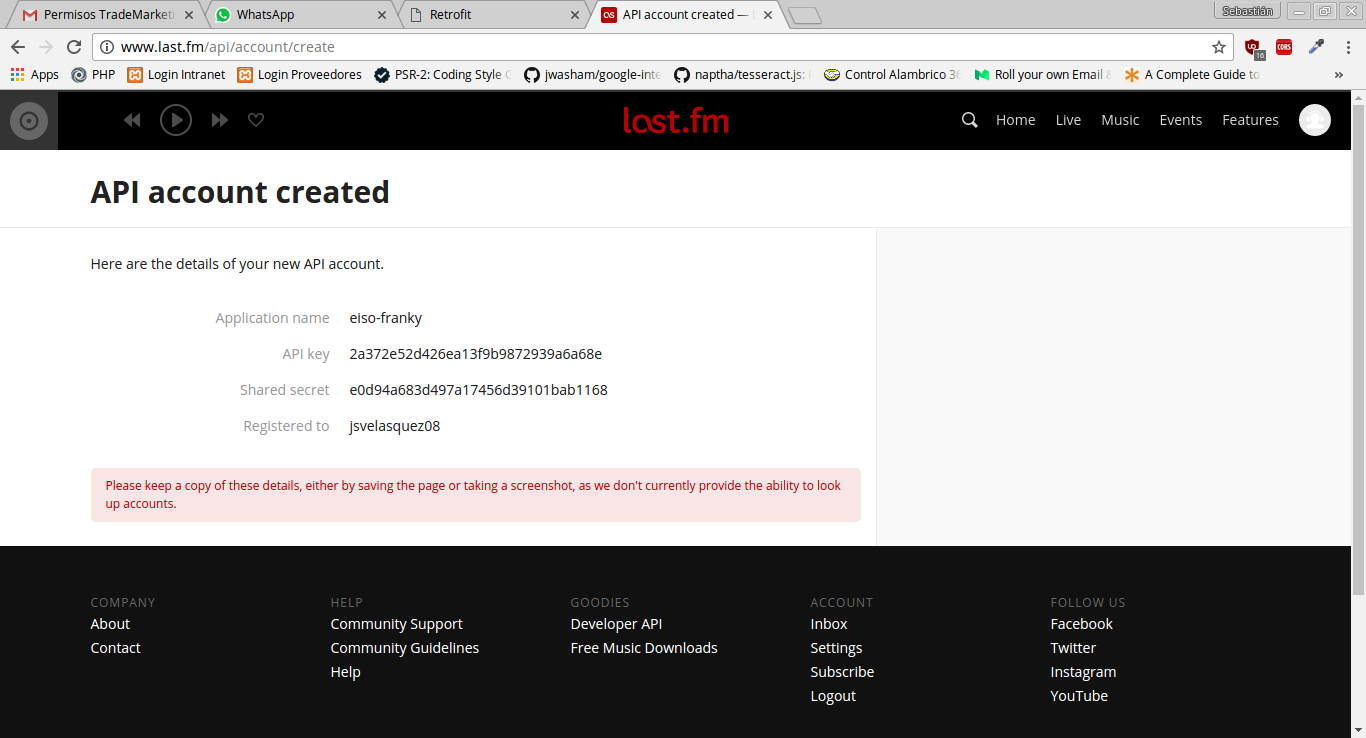 Permisos TradeMarketi
WhatsApp
Retrofit
API account created —
Sebastián
www.last.fm/api/account/create
16
CORS
Apps
PHP
Login Intranet
Login Proveedores
PSR-2: Coding Style
jwasham/google-inte
naptha/tesseract.js:
Control Alambrico 36
Roll your own Email &
A Complete Guide to
»
last.fm
Home
Live
Music
Events
Features
API account created
Here are the details of your new API account.
Application name eiso-franky
API key 2a372e52d426ea13f9b9872939a6a68e
Shared secret e0d94a683d497a17456d39101bab1168
Registered to jsvelasquez08
Please keep a copy of these details, either by saving the page or taking a screenshot, as we don't currently provide the ability to look
up accounts.
COMPANY
About
Contact
HELP
Community Support
Community Guidelines
Help
GOODIES
Developer API
Free Music Downloads
ACCOUNT
Inbox
Settings
Subscribe
Logout
FOLLOW US
Facebook
Twitter
Instagram
YouTube